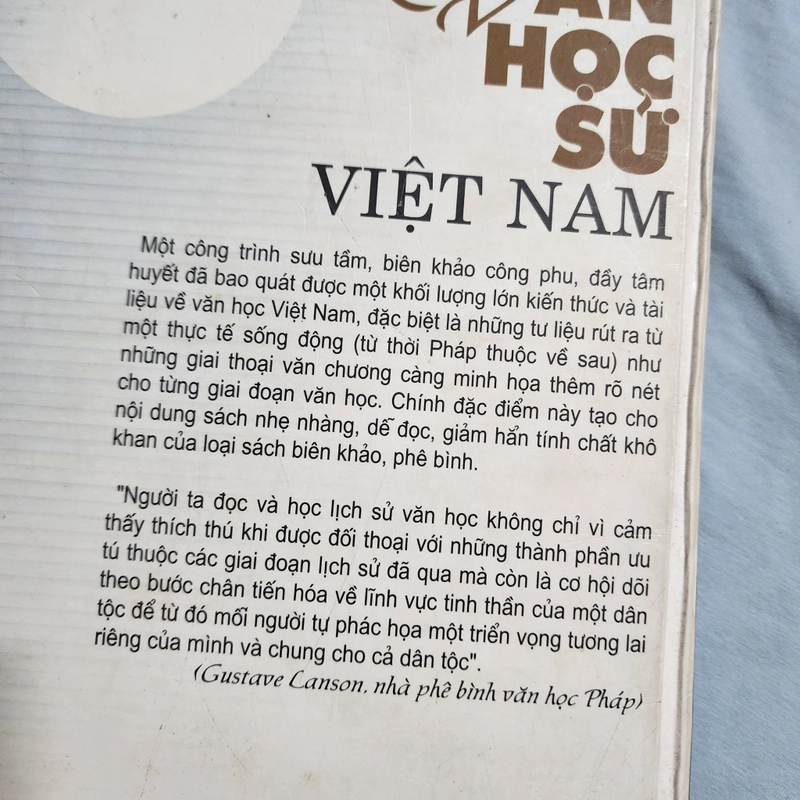 VĂN
HỌC
SỬ
VIỆT NAM
Một công trình sưu tầm, biên khảo công phu, đầy tâm
huyết đã bao quát được một khối lượng lớn kiến thức và tài
liệu về văn học Việt Nam, đặc biệt là những tư liệu rút ra từ
một thực tế sống động (từ thời Pháp thuộc về sau) như
những giai thoại văn chương càng minh họa thêm rõ nét
cho từng giai đoạn văn học. Chính đặc điểm này tạo cho
nội dung sách nhẹ nhàng, dễ đọc, giảm hẳn tính chất khô
khan của loại sách biên khảo, phê bình.
"Người ta đọc và học lịch sử văn học không chỉ vì cảm
thấy thích thú khi được đối thoại với những thành phần ưu
tú thuộc các giai đoạn lịch sử đã qua mà còn là cơ hội dõi
theo bước chân tiến hóa về lĩnh vực tinh thần của một dân
tộc để từ đó mối người tự phác họa một triển vọng tương lai
riêng của mình và chung cho cả dân tộc".
(Gustave Lanson, nhà phê bình văn học Pháp)